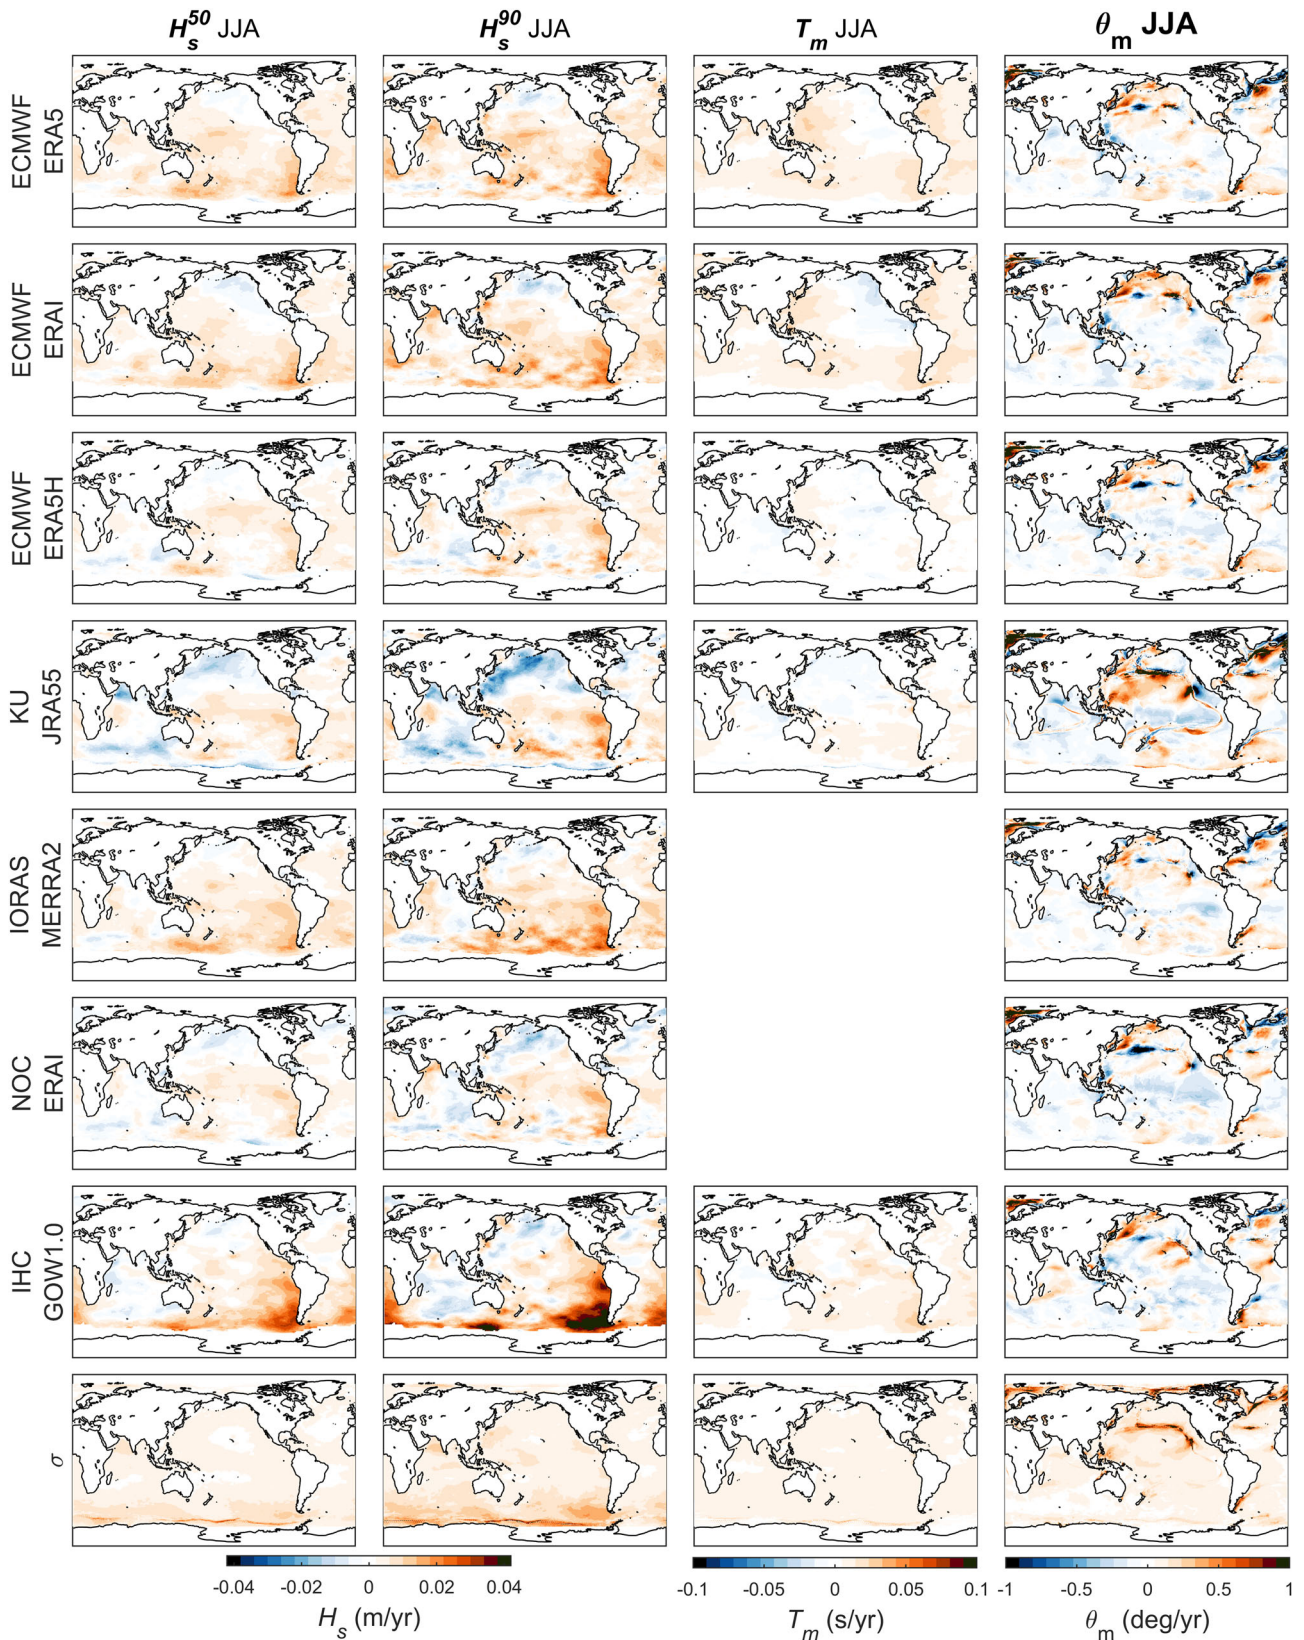 H_s^50 JJA H_s^90 JJA T_m JJA θ_m JJA
ECMWF
ERA5
ECMWF
ERAI
ECMWF
ERA5H
KU
JRA55
IORAS
MERRA2
NOC
ERAI
IHC
GOW1.0
σ
-0.04 -0.02 0 0.02 0.04
H_s (m/yr)
-0.1 -0.05 0 0.05 0.1
T_m (s/yr)
-1 -0.5 0 0.5 1
θ_m (deg/yr)